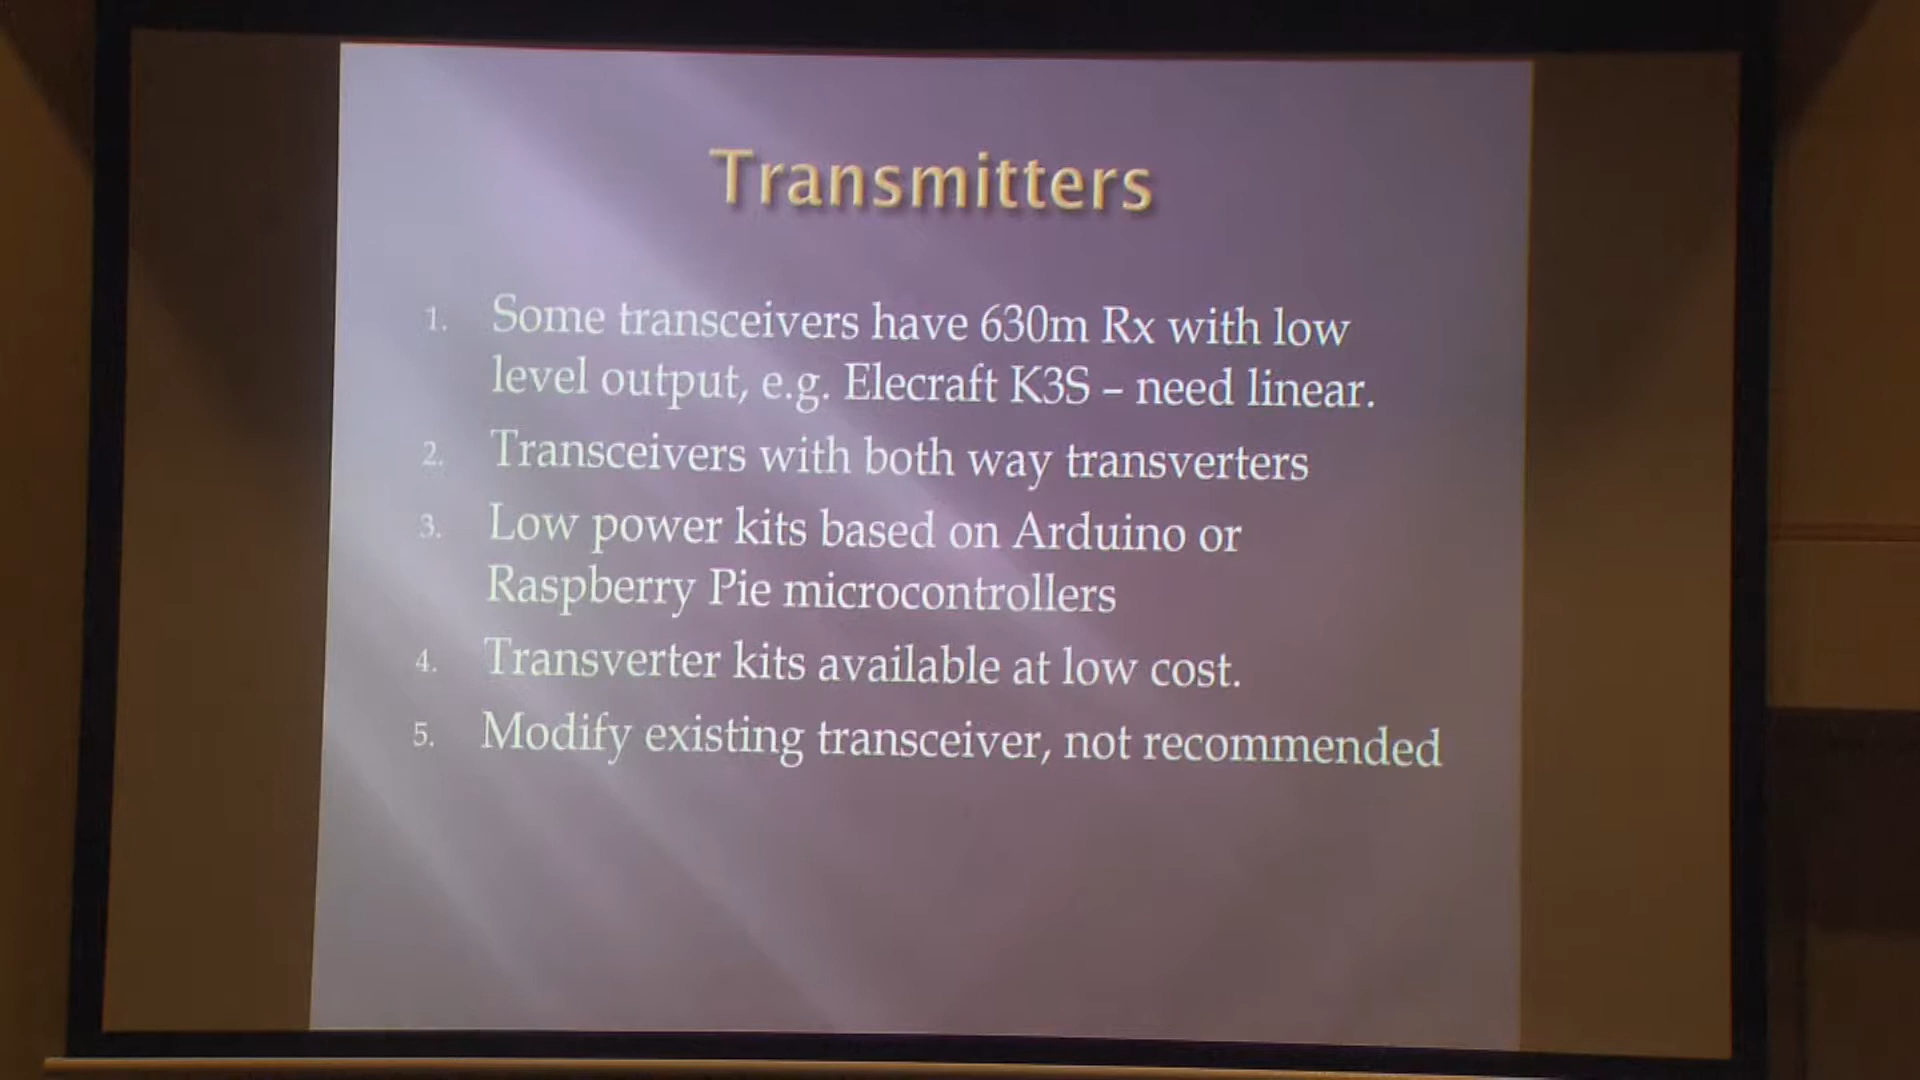 Transmitters
1. Some transceivers have 630m Rx with low
level output, e.g. Elecraft K3S – need linear.
2. Transceivers with both way transverters
3. Low power kits based on Arduino or
Raspberry Pie microcontrollers
4. Transverter kits available at low cost.
5. Modify existing transceiver, not recommended